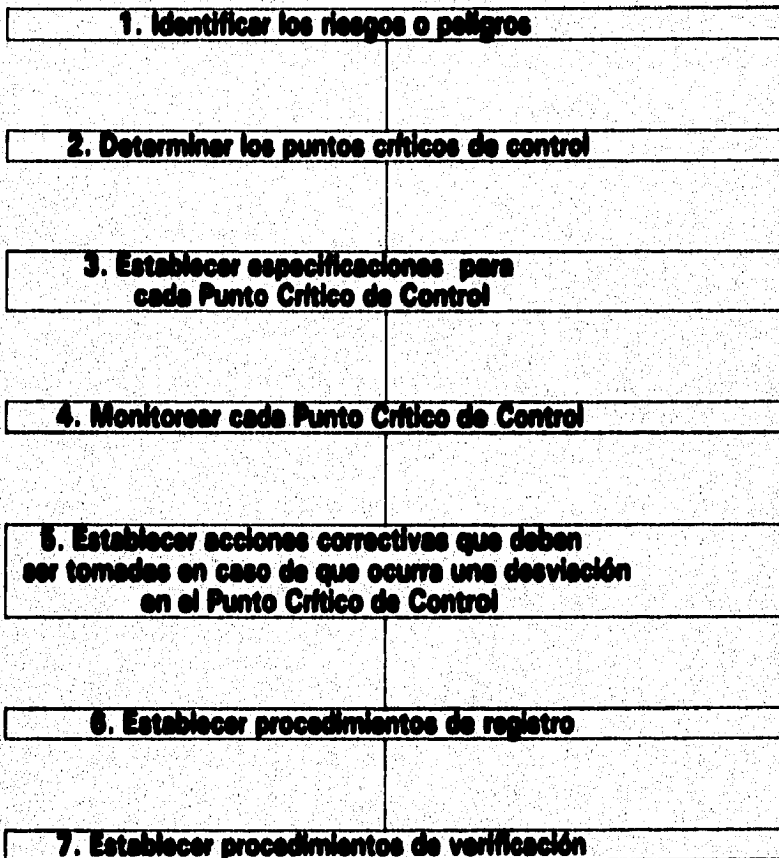 1. Identificar los riesgos o peligros
2. Determinar los puntos críticos de control
3. Establecer especificaciones para
cada Punto Crítico de Control
4. Monitorear cada Punto Crítico de Control
5. Establecer acciones correctivas que deben
ser tomadas en caso de que ocurra una desviación
en el Punto Crítico de Control
6. Establecer procedimientos de registro
7. Establecer procedimientos de verificación